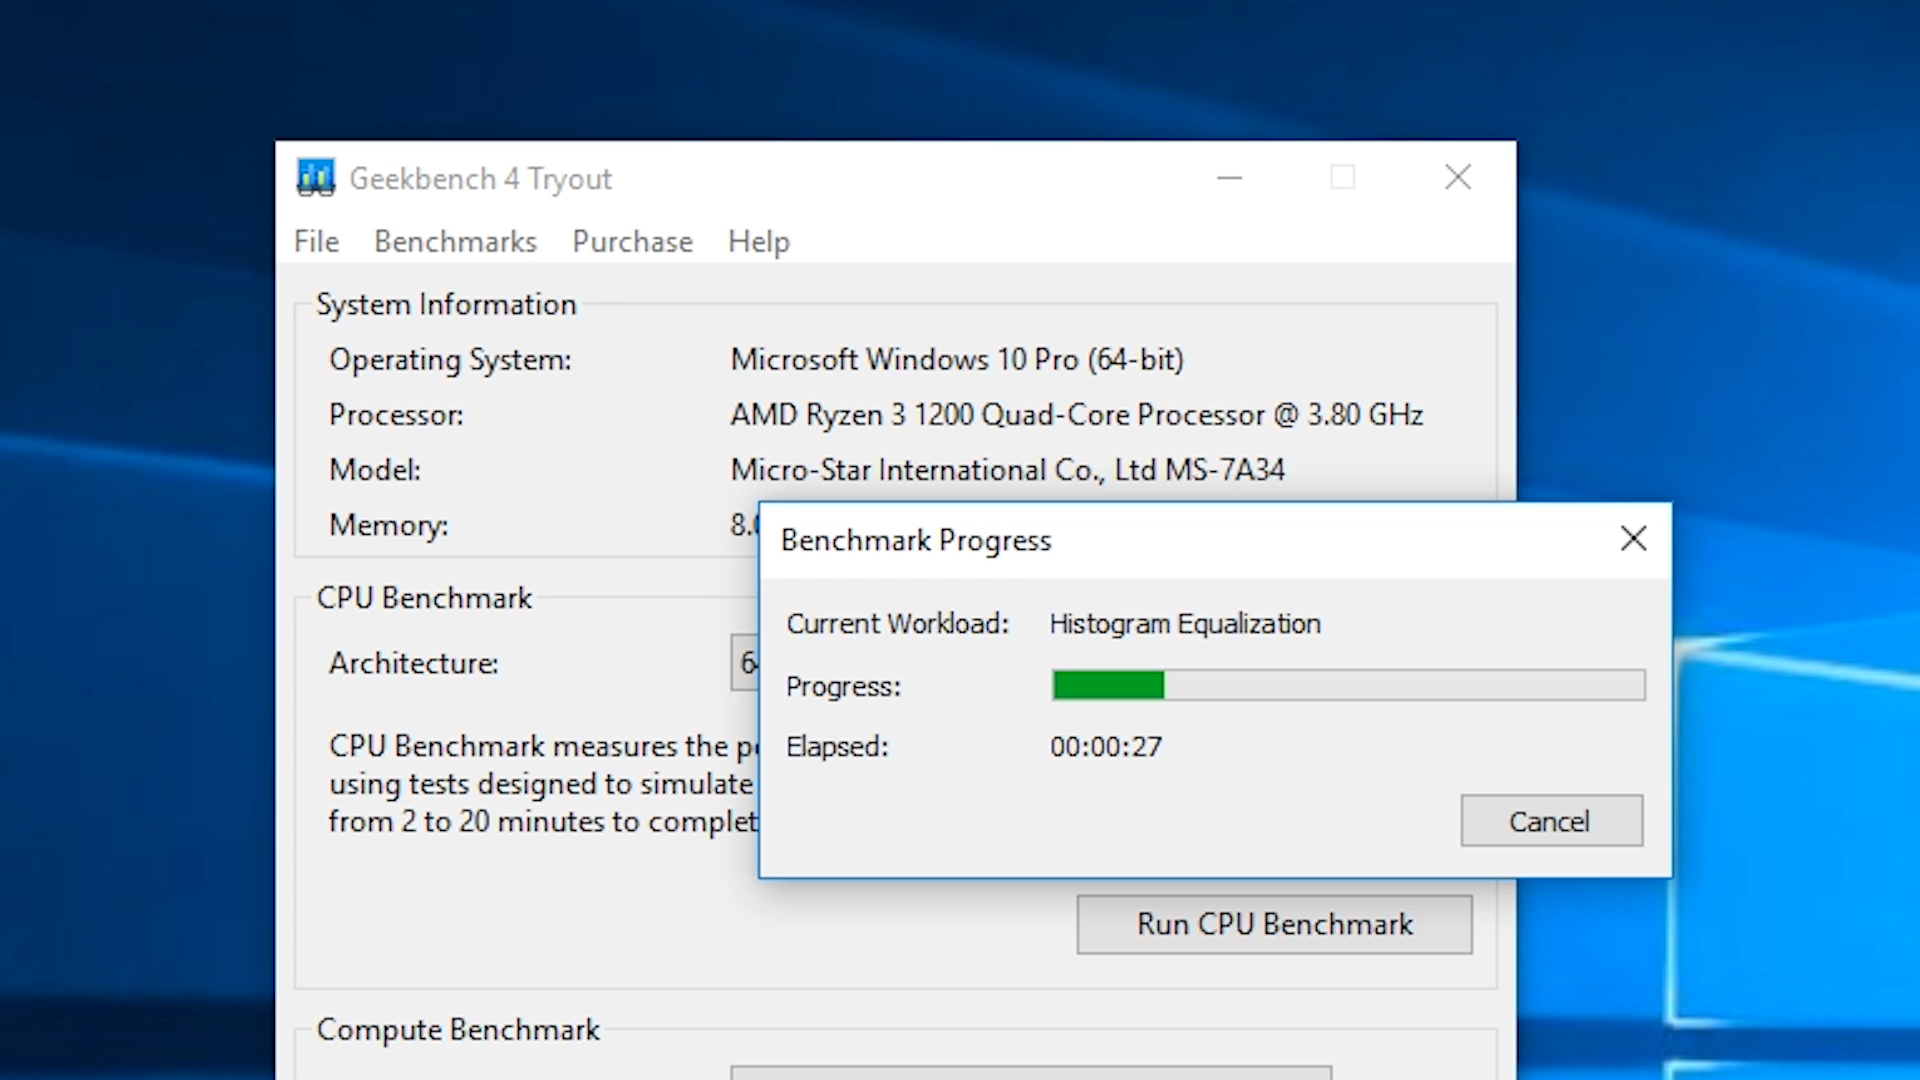 Geekbench 4 Tryout
File Benchmarks Purchase Help
System Information
Operating System: Microsoft Windows 10 Pro (64-bit)
Processor: AMD Ryzen 3 1200 Quad-Core Processor @ 3.80 GHz
Model: Micro-Star International Co., Ltd MS-7A34
Memory:
Benchmark Progress
Current Workload: Histogram Equalization
Progress:
Elapsed: 00:00:27
Cancel
CPU Benchmark
Architecture:
CPU Benchmark measures the
using tests designed to simulate
from 2 to 20 minutes to complet
Run CPU Benchmark
Compute Benchmark